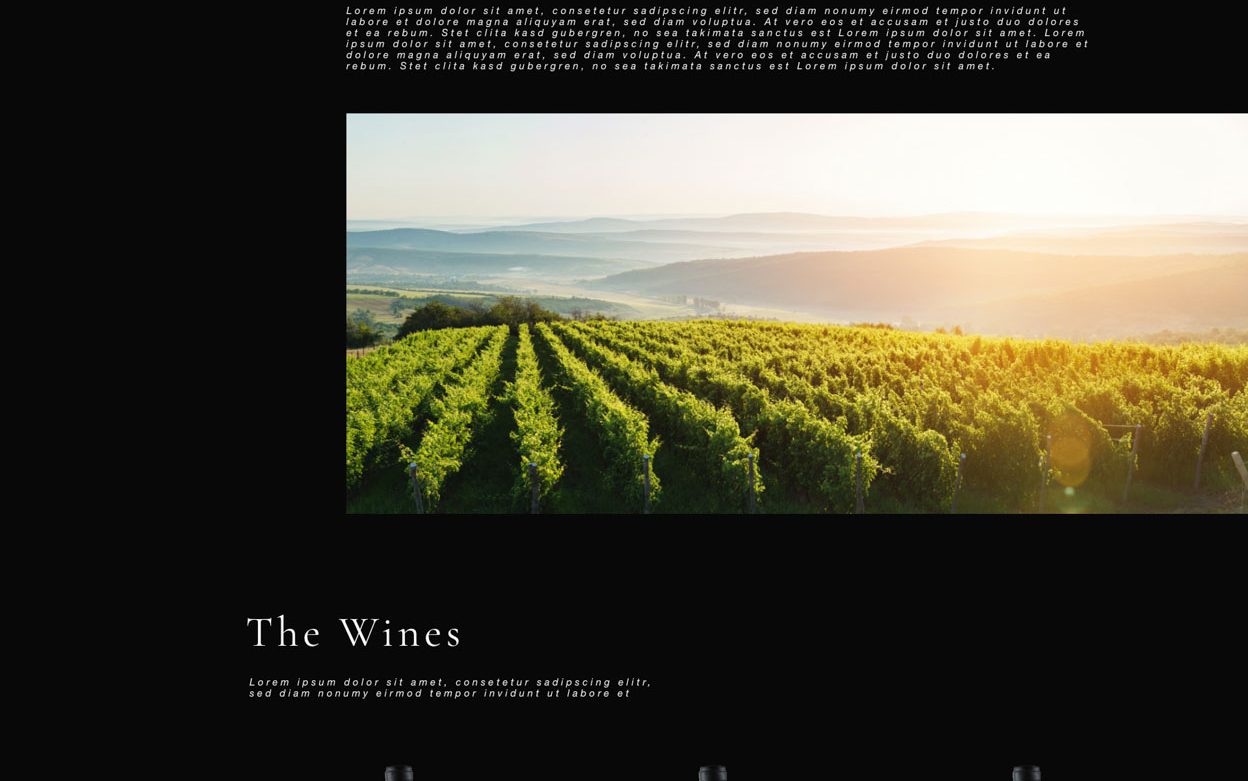 Lorem ipsum dolor sit amet, consetetur sadipscing elitr, sed diam nonumy eirmod tempor invidunt ut
labore et dolore magna aliquyam erat, sed diam voluptua. At vero eos et accusam et justo duo dolores
et ea rebum. Stet clita kasd gubergren, no sea takimata sanctus est Lorem ipsum dolor sit amet. Lorem
ipsum dolor sit amet, consetetur sadipscing elitr, sed diam nonumy eirmod tempor invidunt ut labore et
dolore magna aliquyam erat, sed diam voluptua. At vero eos et accusam et justo duo dolores et ea
rebum. Stet clita kasd gubergren, no sea takimata sanctus est Lorem ipsum dolor sit amet.
The Wines
Lorem ipsum dolor sit amet, consetetur sadipscing elitr,
sed diam nonumy eirmod tempor invidunt ut labore et